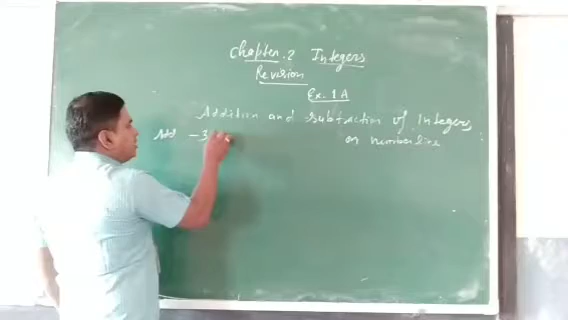 Chapter.2 Integers
Revision
Ex. 1A
Addition and subtraction of Integers
on numberline
Add -3